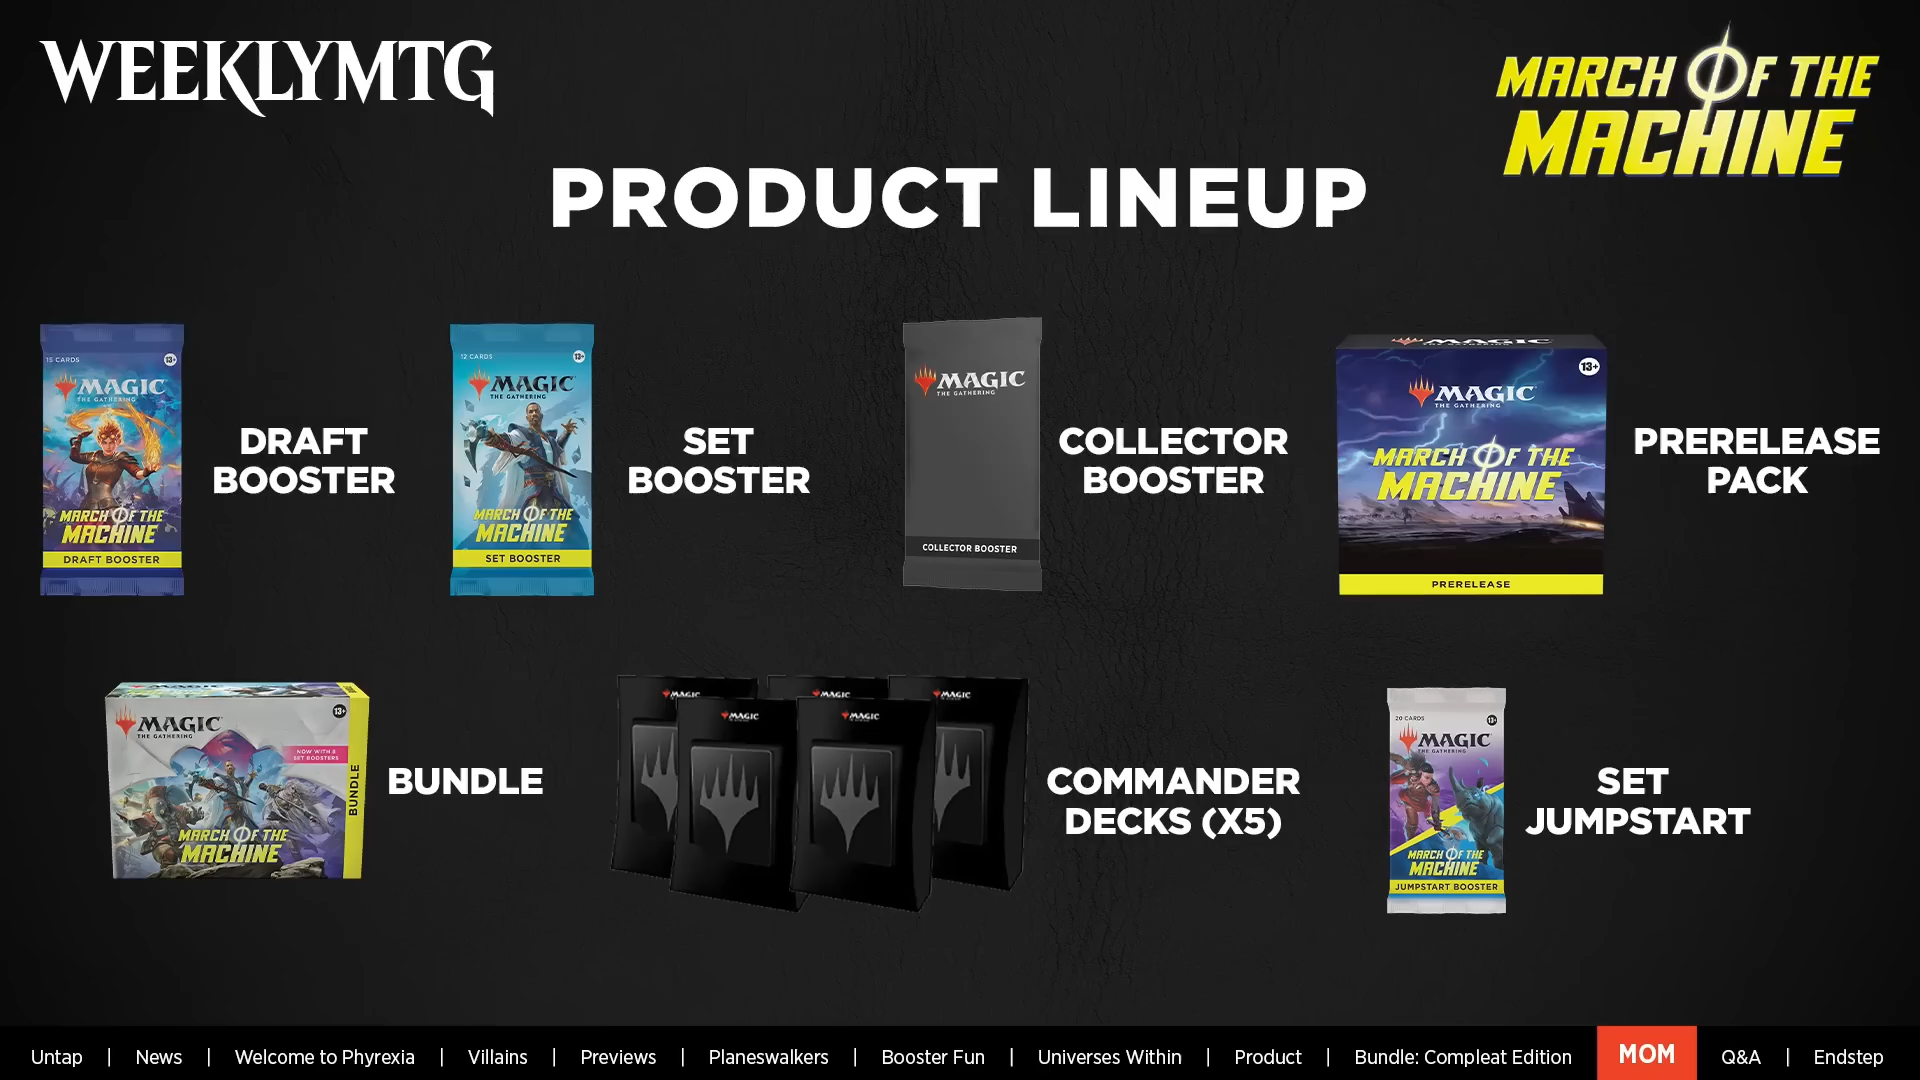 WEEKLYMTG
MARCH OF THE
MACHINE
PRODUCT LINEUP
15 CARDS
13+
MAGIC
THE GATHERING
MARCH OF THE
MACHINE
DRAFT BOOSTER
DRAFT
BOOSTER
12 CARDS
13+
MAGIC
THE GATHERING
MARCH OF THE
MACHINE
SET BOOSTER
SET
BOOSTER
MAGIC
THE GATHERING
COLLECTOR BOOSTER
COLLECTOR
BOOSTER
MAGIC
THE GATHERING
13+
MAGIC
THE GATHERING
MARCH OF THE
MACHINE
PRERELEASE
PRERELEASE
PACK
MAGIC
BUNDLE
13+
MAGIC
THE GATHERING
NOW WITH 8
SET BOOSTERS
MARCH OF THE
MACHINE
BUNDLE
BUNDLE
MAGIC
MAGIC
MAGIC
MAGIC
MAGIC
COMMANDER
DECKS (X5)
20 CARDS
13+
MAGIC
THE GATHERING
MARCH OF THE
MACHINE
JUMPSTART BOOSTER
SET
JUMPSTART
Untap | News | Welcome to Phyrexia | Villains | Previews | Planeswalkers | Booster Fun | Universes Within | Product | Bundle: Compleat Edition MOM Q&A | Endstep